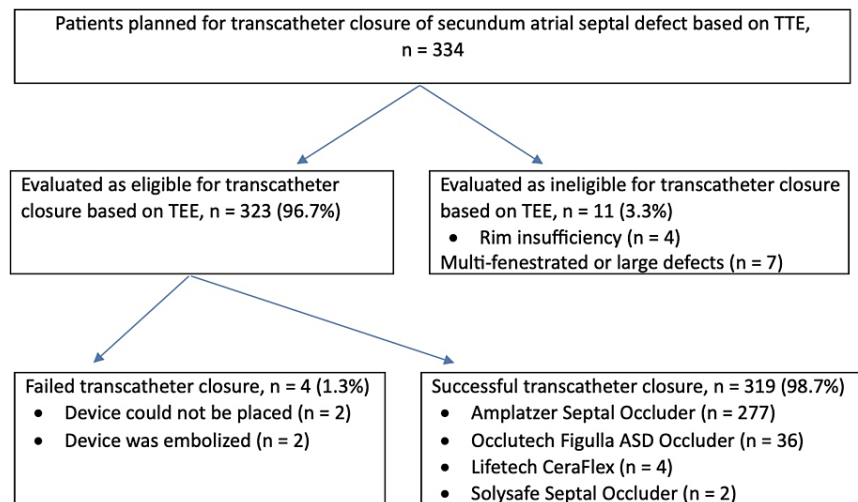 Patients planned for transcatheter closure of secundum atrial septal defect based on TTE,
n = 334
Evaluated as eligible for transcatheter
closure based on TEE, n = 323 (96.7%)
Evaluated as ineligible for transcatheter closure
based on TEE, n = 11 (3.3%)
• Rim insufficiency (n = 4)
Multi-fenestrated or large defects (n = 7)
Failed transcatheter closure, n = 4 (1.3%)
• Device could not be placed (n = 2)
• Device was embolized (n = 2)
Successful transcatheter closure, n = 319 (98.7%)
• Amplatzer Septal Occluder (n = 277)
• Occlutech Figulla ASD Occluder (n = 36)
• Lifetech CeraFlex (n = 4)
• Solysafe Septal Occluder (n = 2)